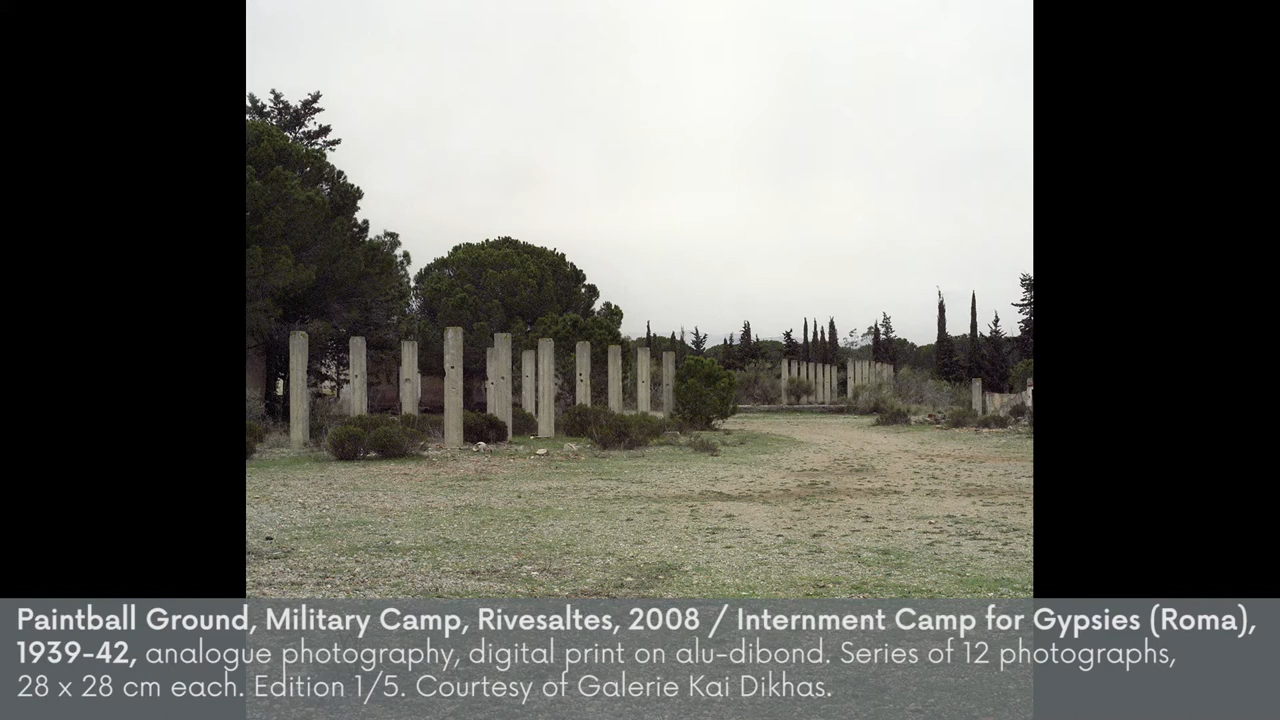 Paintball Ground, Military Camp, Rivesaltes, 2008 / Internment Camp for Gypsies (Roma),
1939-42, analogue photography, digital print on alu-dibond. Series of 12 photographs,
28 x 28 cm each. Edition 1/5. Courtesy of Galerie Kai Dikhas.